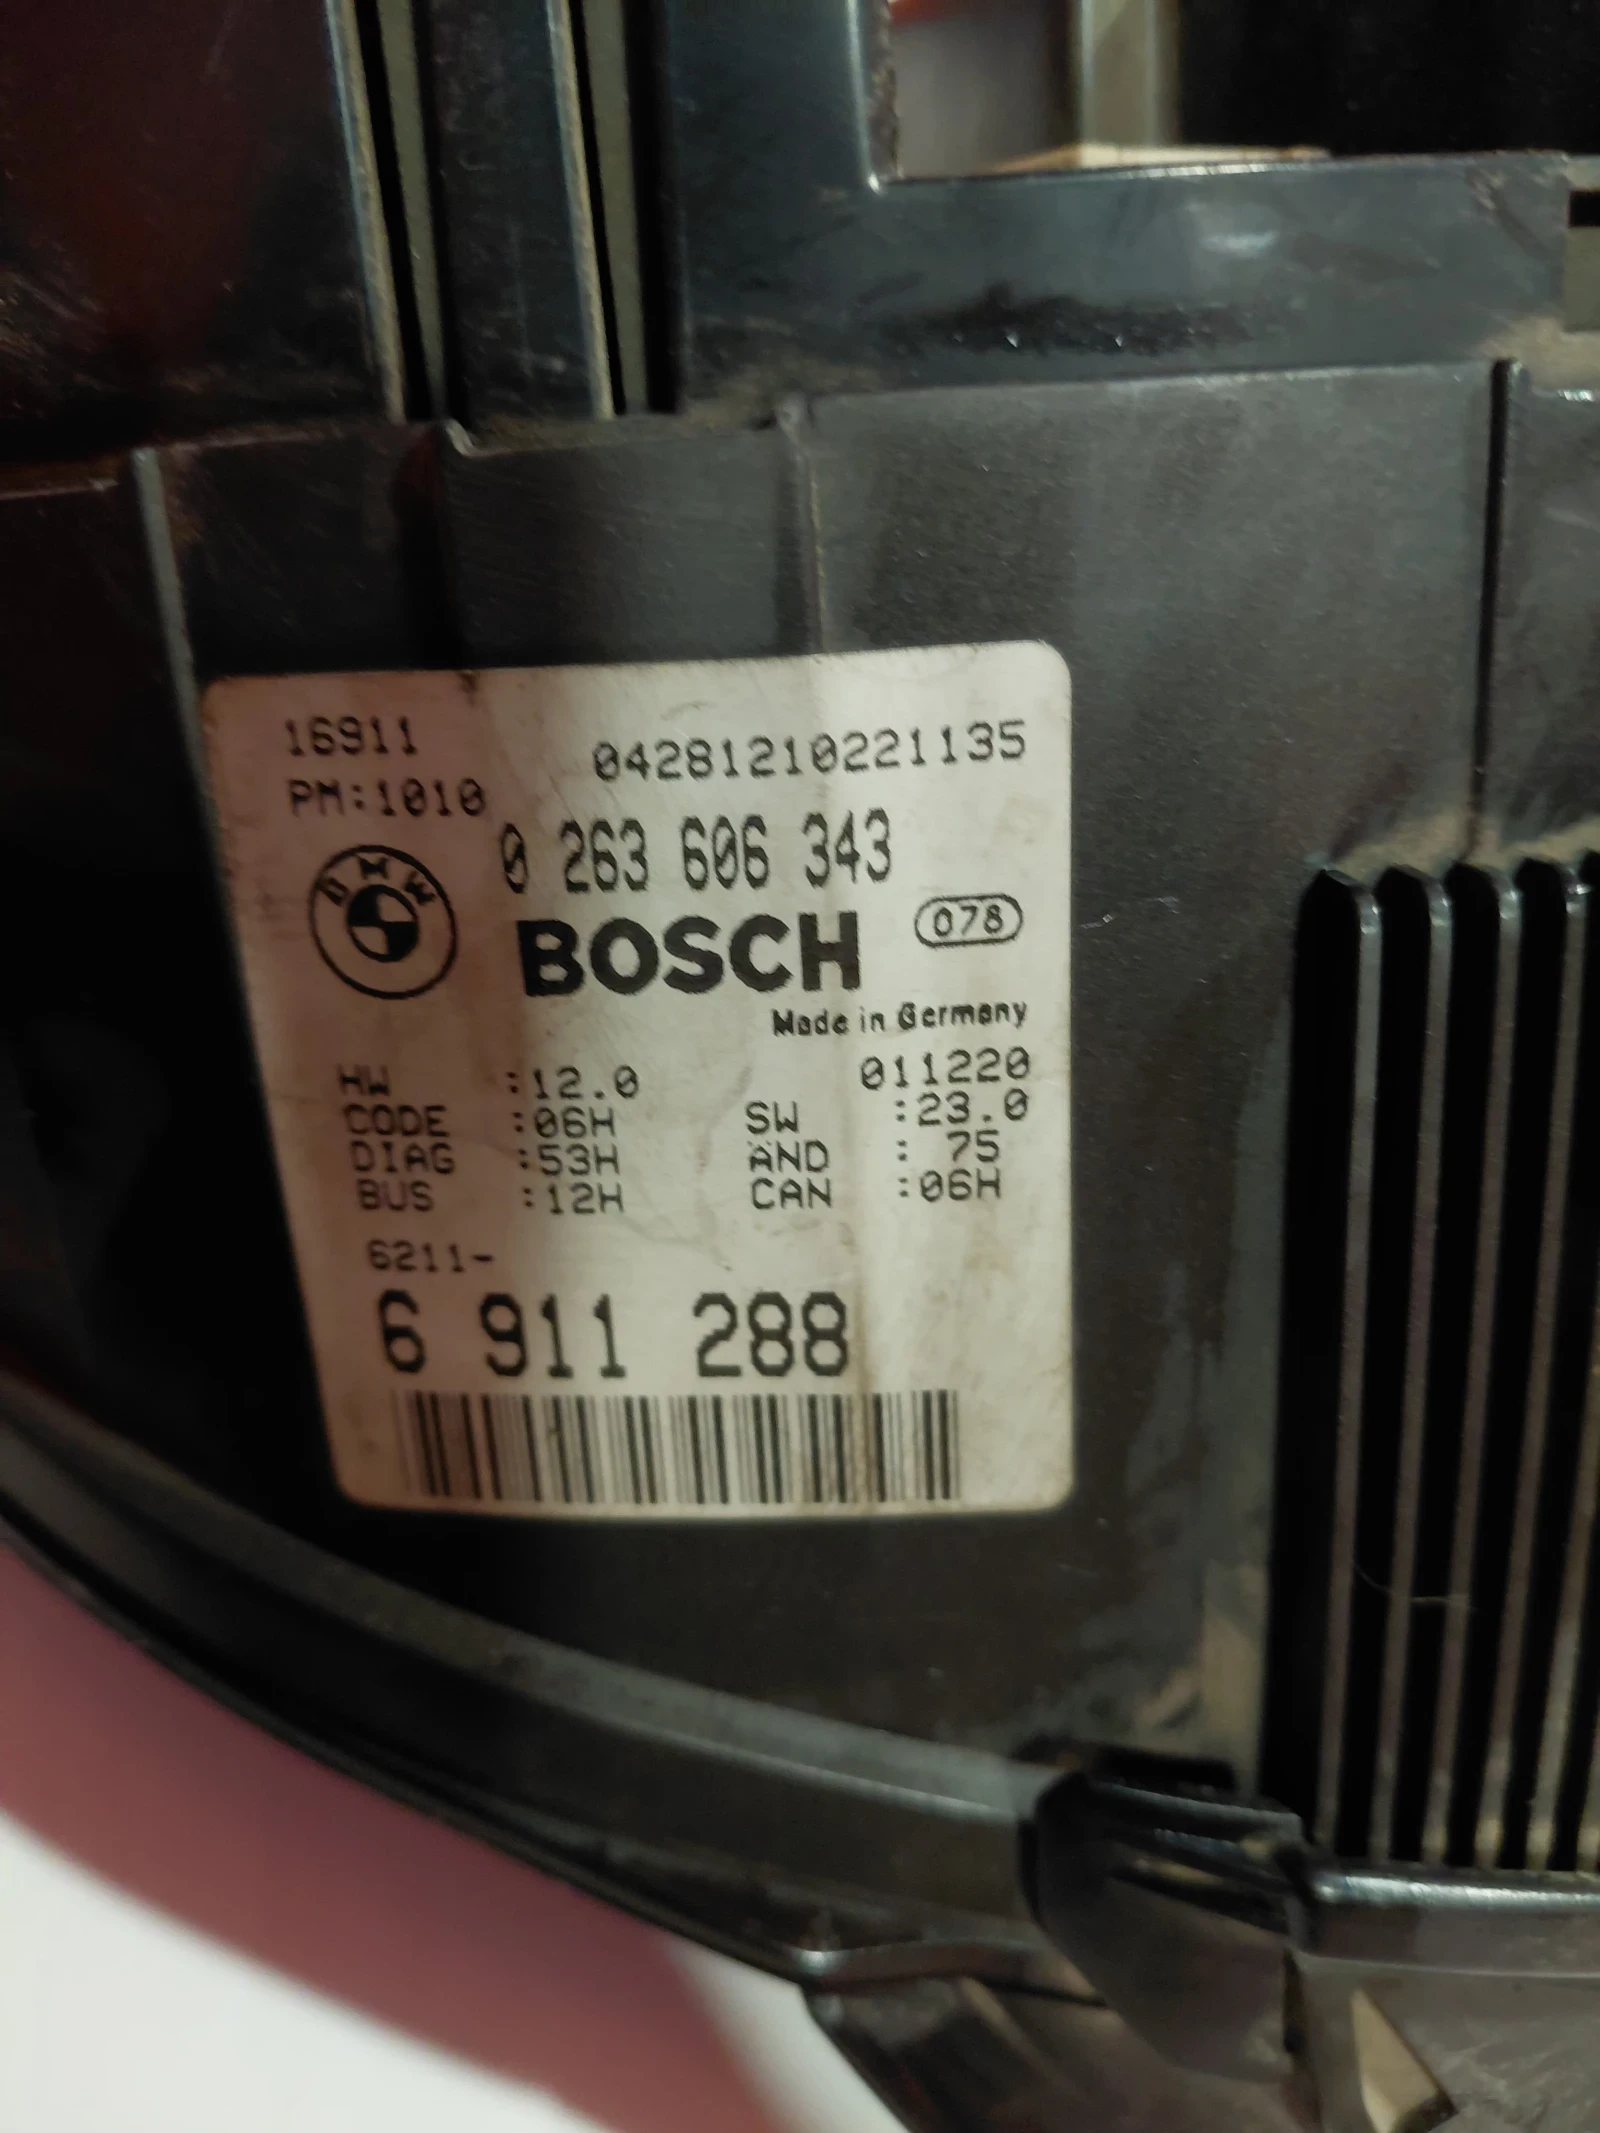 16911
04281210221135
PM:1010
0 263 606 343
BMW
BOSCH
078
Made in Germany
HW :12.0 011220
CODE :06H SW :23.0
DIAG :53H ÄND : 75
BUS :12H CAN :06H
6211-
6 911 288